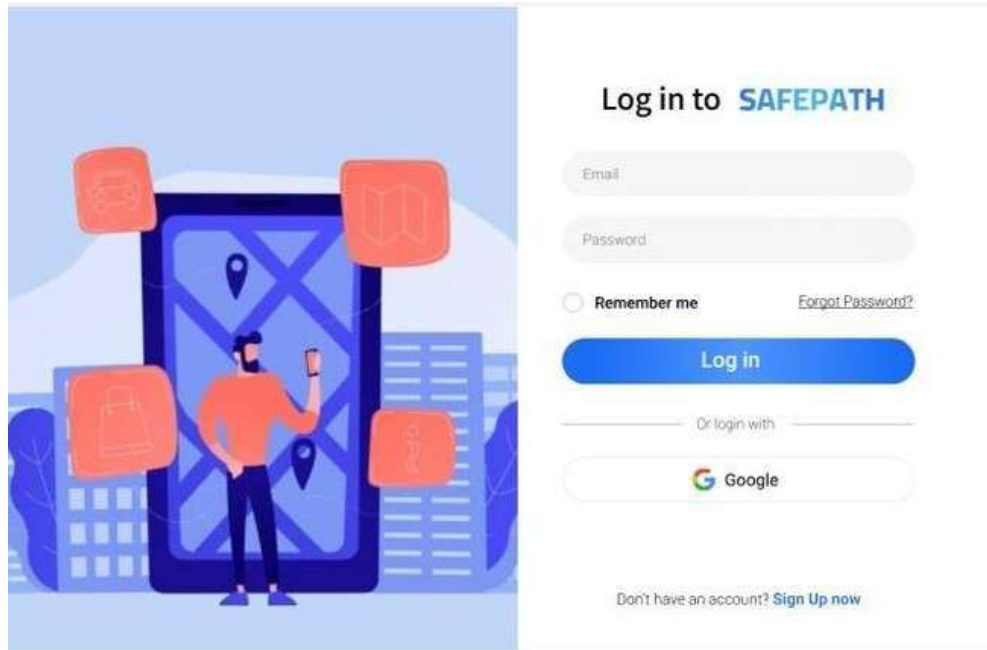 Log in to SAFEPATH
Email
Password
Remember me Forgot Password?
Log in
Or login with
Google
Don't have an account? Sign Up now